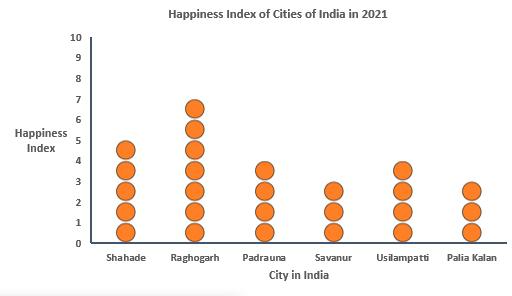 Happiness Index of Cities of India in 2021
10
9
8
7
Happiness
Index
6
5
4
3
2
1
0
Shahade Raghogarh Padrauna Savanur Usilampatti Palia Kalan
City in India